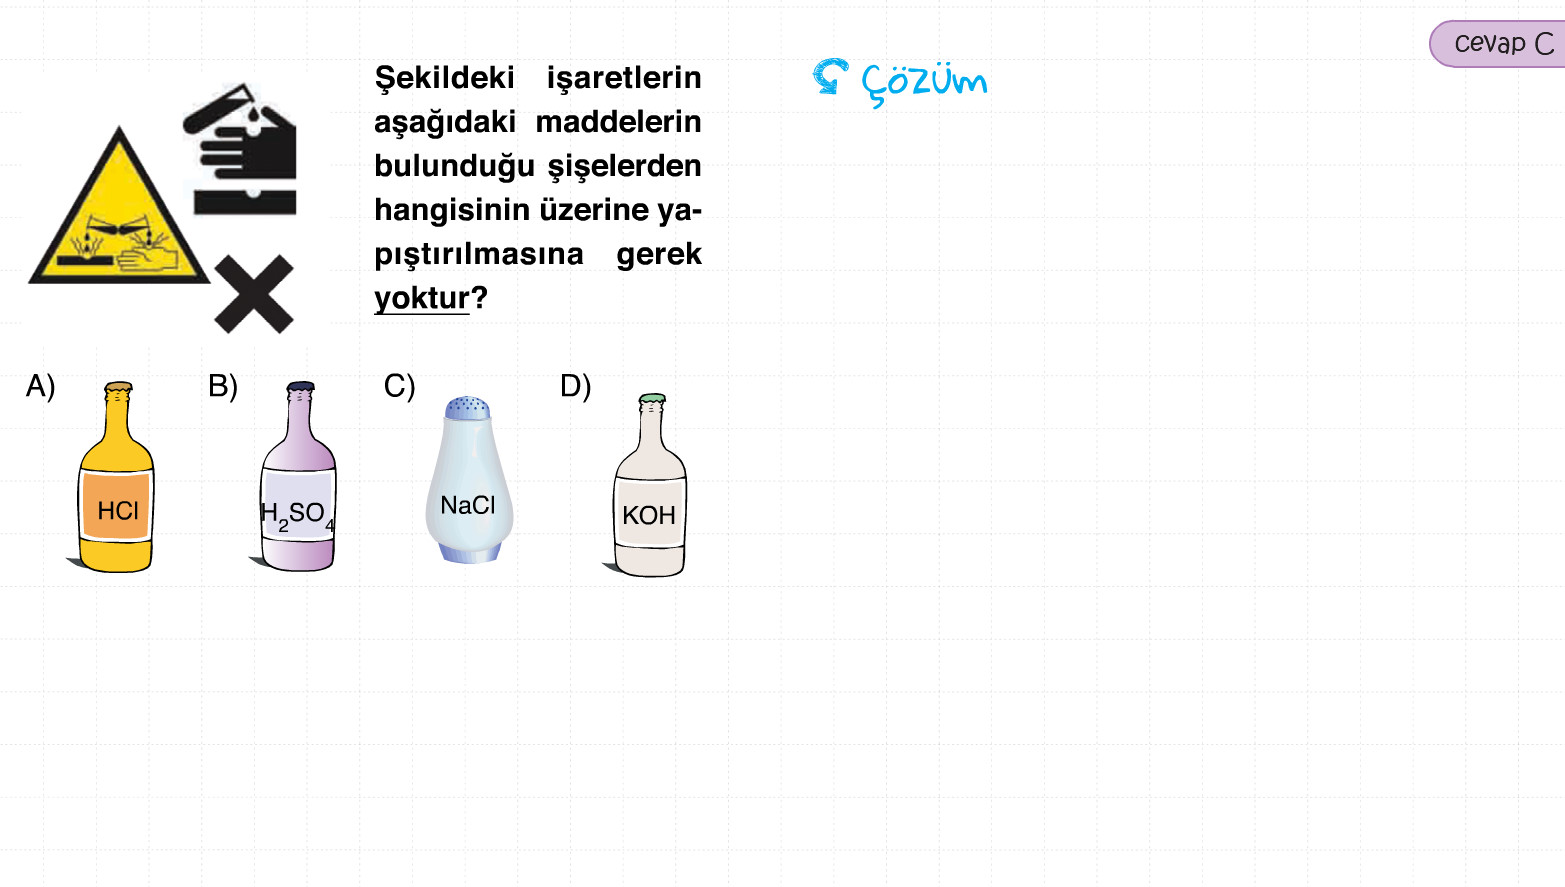 Şekildeki işaretlerin
aşağıdaki maddelerin
bulunduğu şişelerden
hangisinin üzerine ya-
pıştırılmasına gerek
yoktur?
A)
HCl
B)
H₂SO₄
C)
NaCl
D)
KOH
Çözüm
cevap C